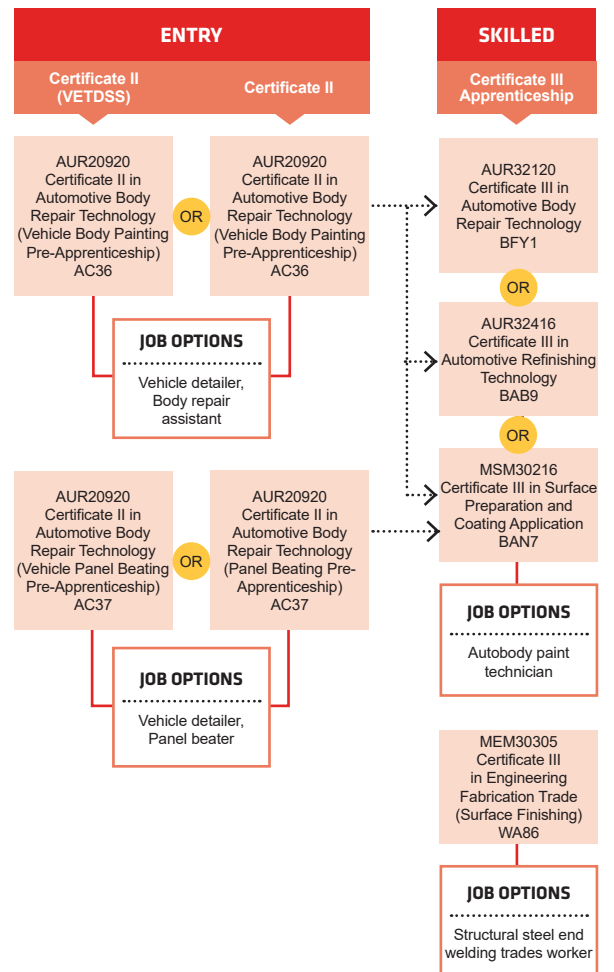 ENTRY
SKILLED
Certificate II
(VETDSS)
Certificate II
Certificate III
Apprenticeship
AUR20920
Certificate II in
Automotive Body
Repair Technology
(Vehicle Body Painting
Pre-Apprenticeship)
AC36
OR
AUR20920
Certificate II in
Automotive Body
Repair Technology
(Vehicle Body Painting
Pre-Apprenticeship)
AC36
JOB OPTIONS
Vehicle detailer,
Body repair
assistant
AUR20920
Certificate II in
Automotive Body
Repair Technology
(Vehicle Panel Beating
Pre-Apprenticeship)
AC37
OR
AUR20920
Certificate II in
Automotive Body
Repair Technology
(Panel Beating Pre-
Apprenticeship)
AC37
JOB OPTIONS
Vehicle detailer,
Panel beater
AUR32120
Certificate III in
Automotive Body
Repair Technology
BFY1
OR
AUR32416
Certificate III in
Automotive Refinishing
Technology
BAB9
OR
MSM30216
Certificate III in Surface
Preparation and
Coating Application
BAN7
JOB OPTIONS
Autobody paint
technician
MEM30305
Certificate III
in Engineering
Fabrication Trade
(Surface Finishing)
WA86
JOB OPTIONS
Structural steel end
welding trades worker